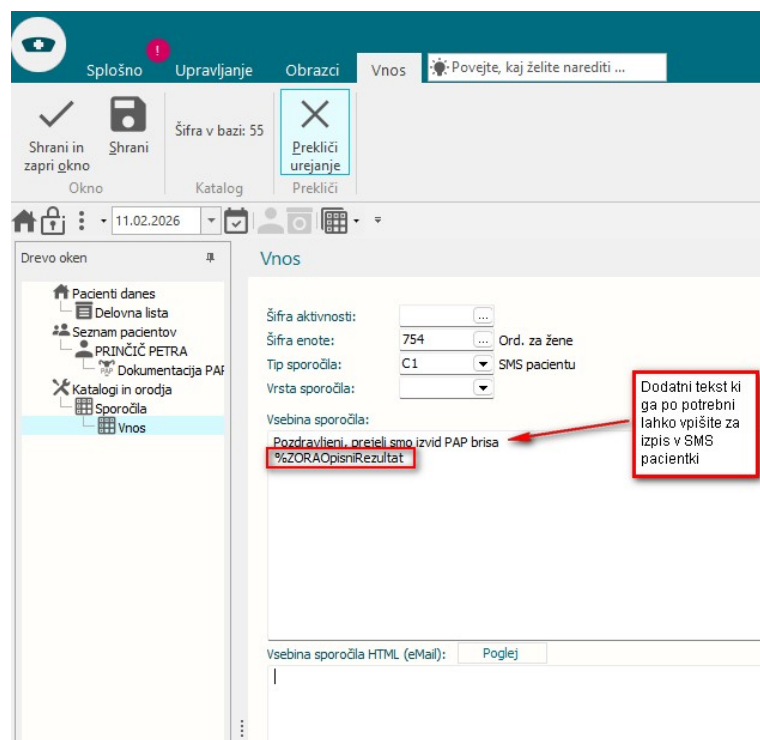 !
Splošno Upravljanje Obrazci Vnos Povejte, kaj želite narediti ...
Shrani in zapri okno
Shrani
Šifra v bazi: 55
Prekliči urejanje
Okno Katalog Prekliči
11.02.2026
Drevo oken
Pacienti danes
Delovna lista
Seznam pacientov
PRINČIČ PETRA
PAP Dokumentacija PAP
Katalogi in orodja
Sporočila
Vnos
Vnos
Šifra aktivnosti: ...
Šifra enote: 754 ... Ord. za žene
Tip sporočila: C1 SMS pacientu
Vrsta sporočila:
Vsebina sporočila:
Pozdravljeni, prejeli smo izvid PAP brisa
%ZORAOpisniRezultat
Dodatni tekst ki
ga po potrebni
lahko vpišite za
izpis v SMS
pacientki
Vsebina sporočila HTML (eMail): Poglej